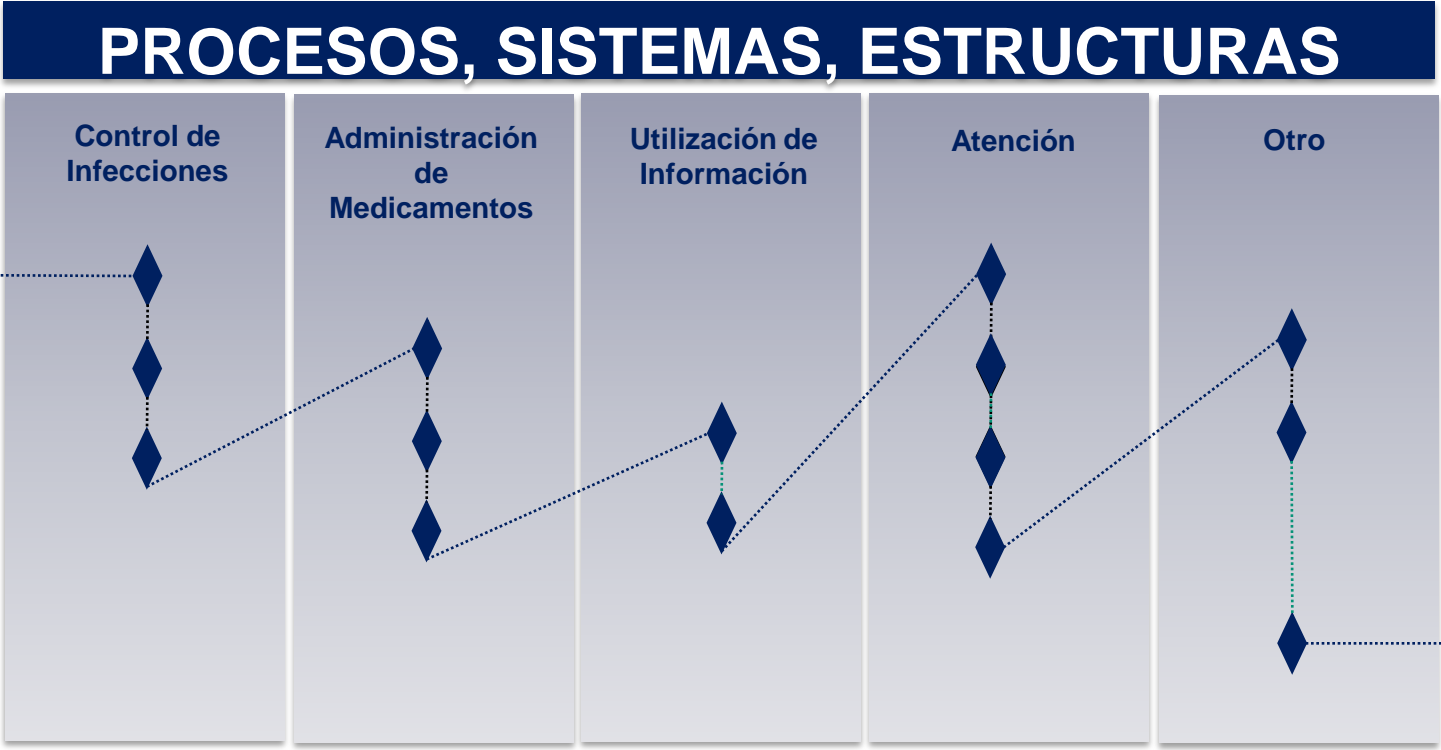 PROCESOS, SISTEMAS, ESTRUCTURAS
Control de
Infecciones
Administración
de
Medicamentos
Utilización de
Información
Atención
Otro